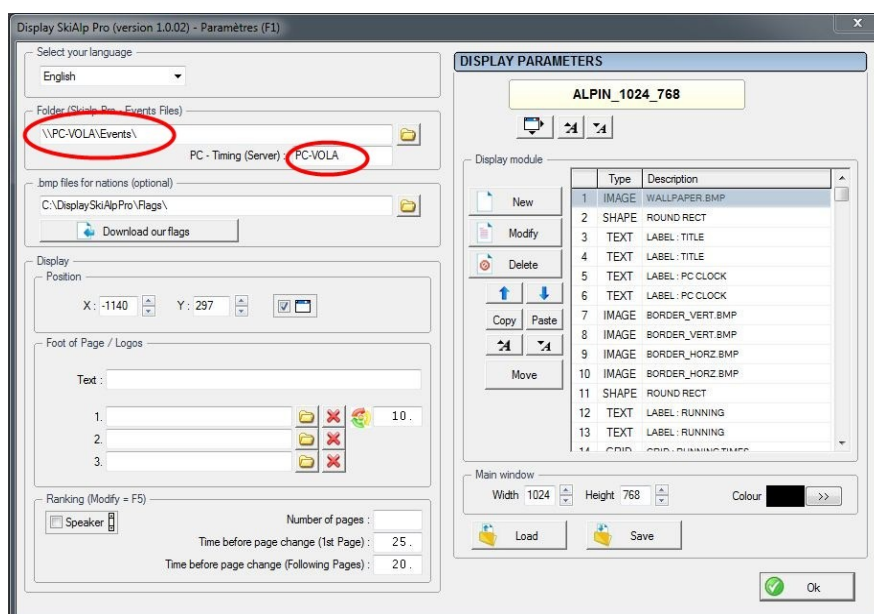 Display SkiAlp Pro (version 1.0.02) - Paramètres (F1)
x
Select your language
English
Folder (Skialp Pro - Events Files)
\\PC-VOLA\Events\
PC - Timing (Server) : PC-VOLA
.bmp files for nations (optional)
C:\DisplaySkiAlpPro\Flags\
Download our flags
Display
Position
X : -1140 Y : 297
Foot of Page / Logos
Text :
1. 10.
2.
3.
Ranking (Modify = F5)
Speaker
Number of pages :
Time before page change (1st Page) : 25.
Time before page change (Following Pages) : 20.
DISPLAY PARAMETERS
ALPIN_1024_768
A A
Display module
New
Modify
Delete
Copy Paste
A A
Move
Type Description
1 IMAGE WALLPAPER.BMP
2 SHAPE ROUND RECT
3 TEXT LABEL : TITLE
4 TEXT LABEL : TITLE
5 TEXT LABEL : PC CLOCK
6 TEXT LABEL : PC CLOCK
7 IMAGE BORDER_VERT.BMP
8 IMAGE BORDER_VERT.BMP
9 IMAGE BORDER_HORZ.BMP
10 IMAGE BORDER_HORZ.BMP
11 SHAPE ROUND RECT
12 TEXT LABEL : RUNNING
13 TEXT LABEL : RUNNING
14 GRID GRID : RUNNING TIMES
Main window
Width 1024 Height 768 Colour >>
Load Save
Ok